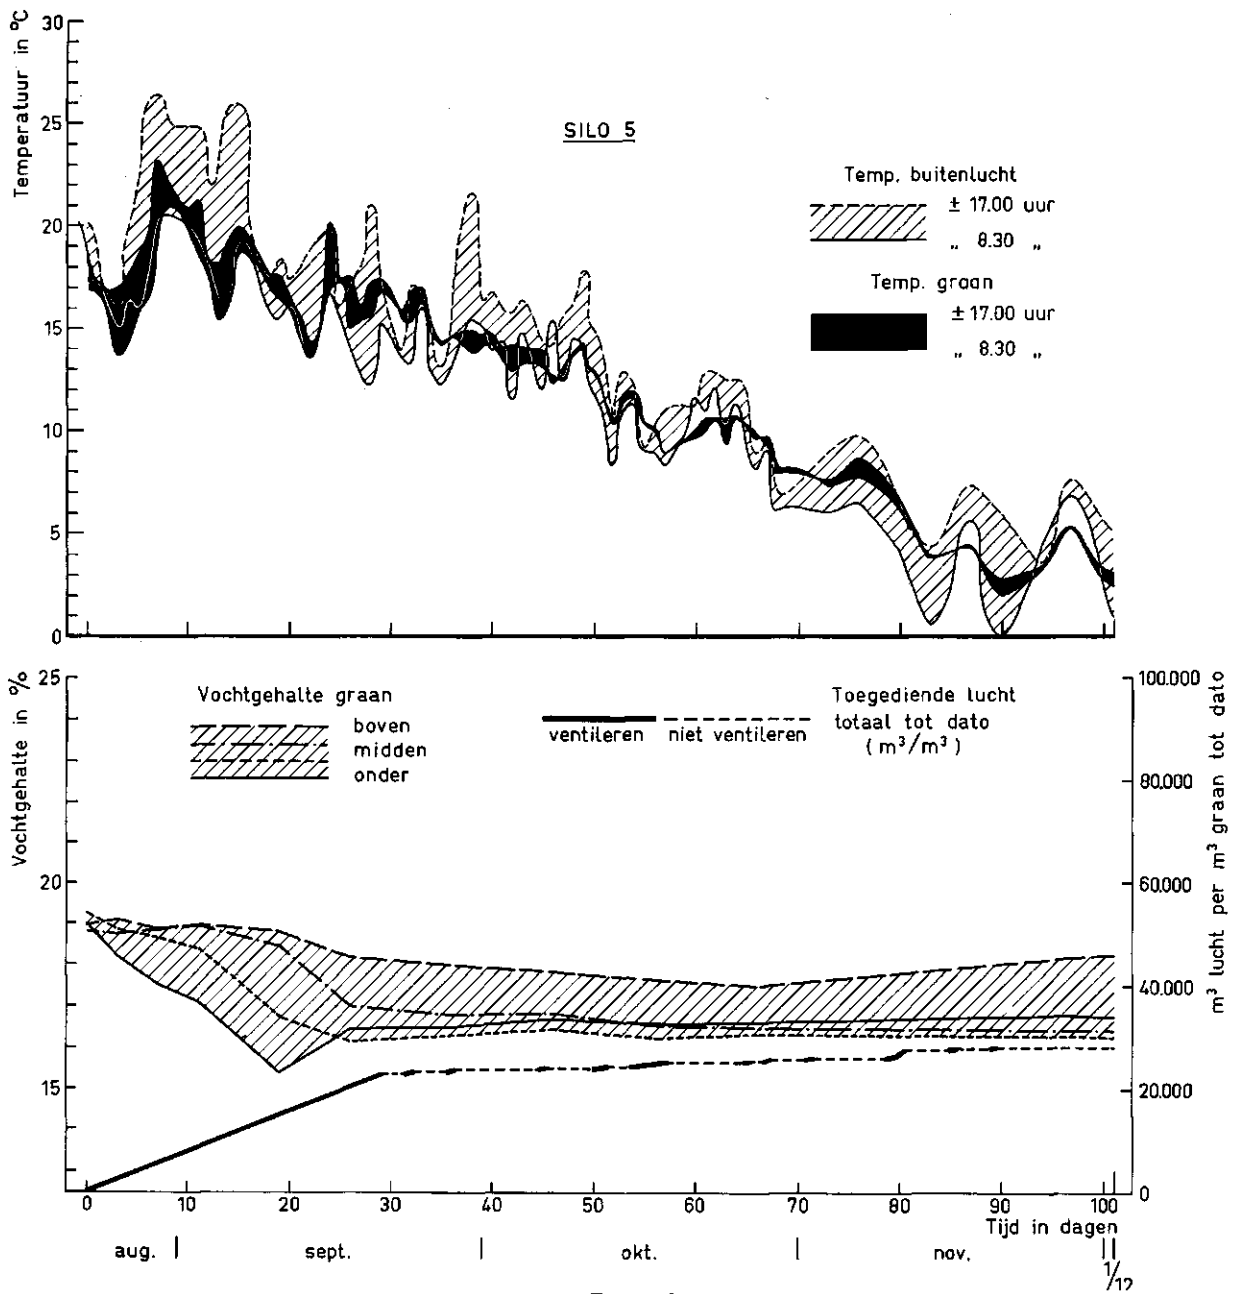 Temperatuur in °C
30
25
20
15
10
5
0
SILO 5
Temp. buitenlucht
± 17.00 uur
„ 8.30 „
Temp. graan
± 17.00 uur
„ 8.30 „
Vochtgehalte in %
25
20
15
Vochtgehalte graan
boven
midden
onder
ventileren
niet ventileren
Toegediende lucht
totaal tot dato
( m³/m³ )
100.000
80.000
60.000
40.000
20.000
0
m³ lucht per m³ graan tot dato
0 10 20 30 40 50 60 70 80 90 100
Tijd in dagen
aug. | sept. | okt. | nov. ||
1/12